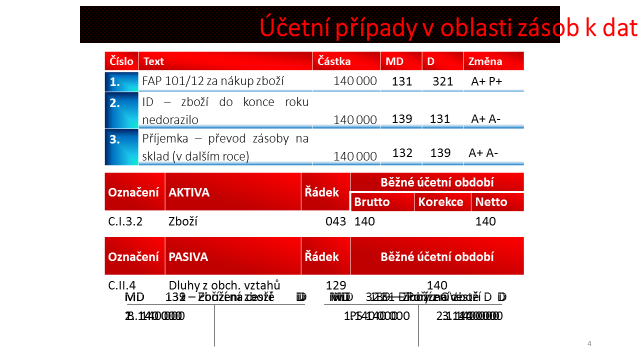 Účetní případy v oblasti zásob k dat
Číslo Text Částka MD D Změna
1. FAP 101/12 za nákup zboží 140 000 131 321 A+ P+
2. ID – zboží do konce roku
nedorazilo 140 000 139 131 A+ A-
3. Příjemka – převod zásoby na
sklad (v dalším roce) 140 000 132 139 A+ A-
Označení AKTIVA Řádek Běžné účetní období
Brutto Korekce Netto
C.I.3.2 Zboží 043 140 140
Označení PASIVA Řádek Běžné účetní období
C.II.4 Dluhy z obch. vztahů 129 140
MD D
4